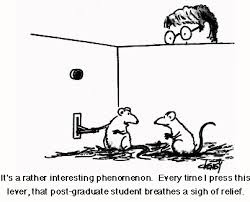 It's a rather interesting phenomenon.  Every time I press this
lever, that post-graduate student breathes a sigh of relief.